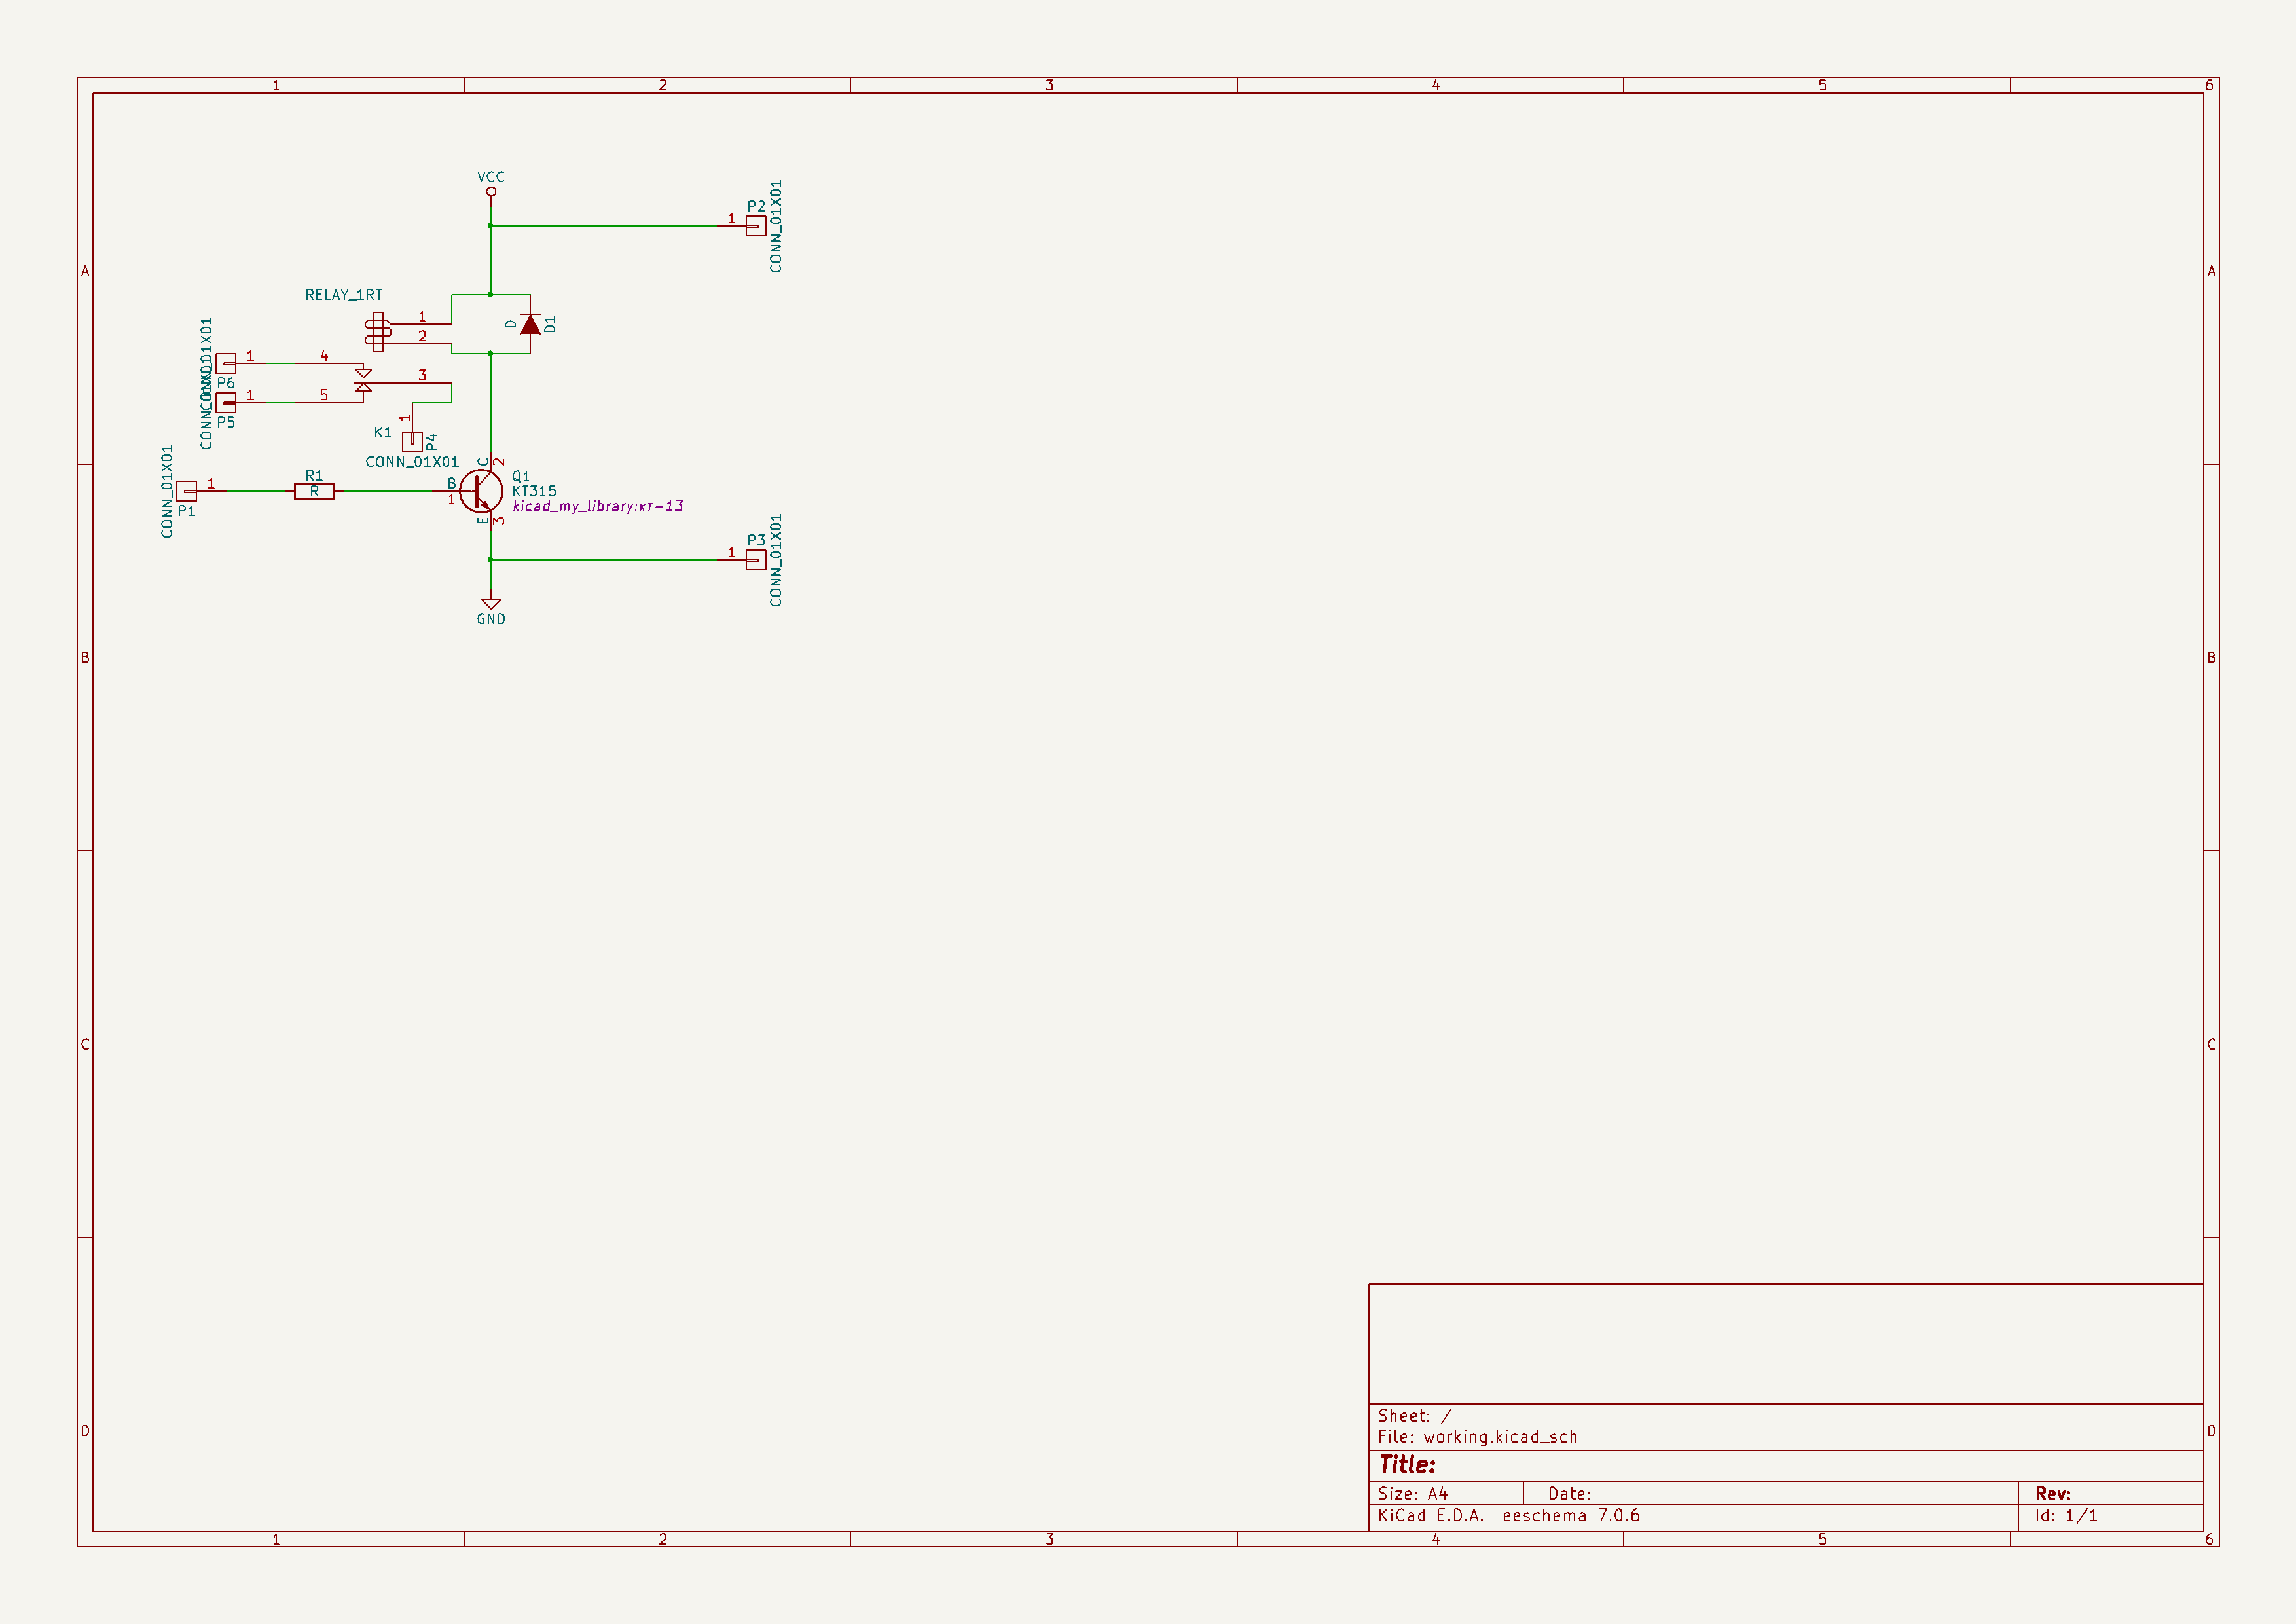 1 2 3 4 5 6
A A
VCC
P2
1
CONN_01X01
RELAY_1RT
1
D
D1
2
CONN_01X01
1 4
P6
3
CONN_01X01
1 5
P5
1
K1
P4
CONN_01X01
C 2
CONN_01X01
1
P1
R1
R
B
1
Q1
KT315
kicad_my_library:KT-13
E 3
P3
1
CONN_01X01
GND
B B
C C
D D
Sheet: /
File: working.kicad_sch
Title:
Size: A4 Date: Rev:
KiCad E.D.A. eeschema 7.0.6 Id: 1/1
1 2 3 4 5 6